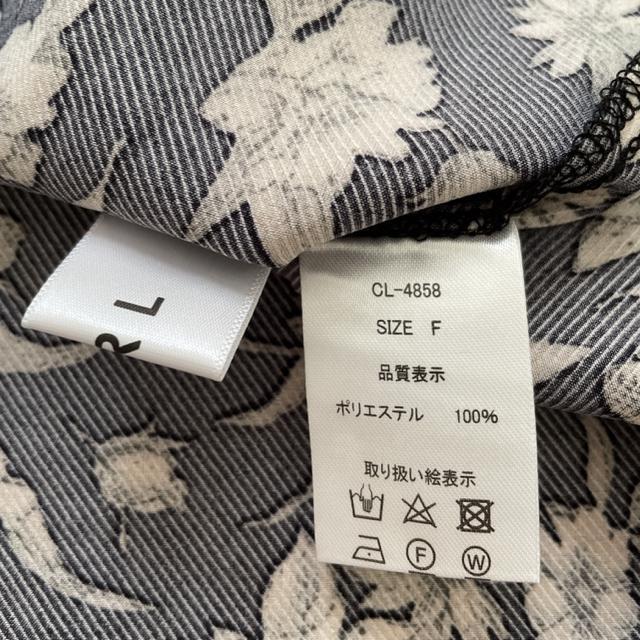 CL-4858
SIZE F
品質表示
ポリエステル 100%
取り扱い絵表示
F
W
R L